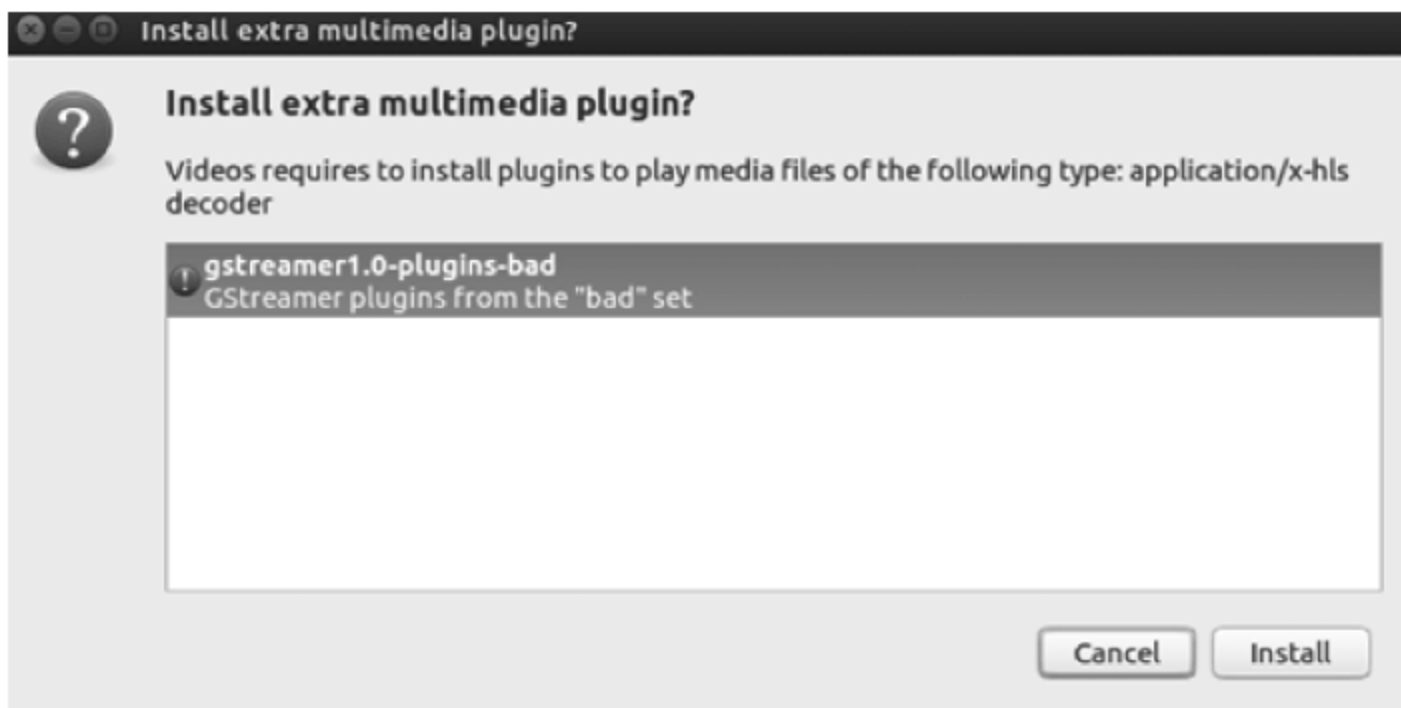 Install extra multimedia plugin?
Install extra multimedia plugin?
Videos requires to install plugins to play media files of the following type: application/x-hls
decoder
gstreamer1.0-plugins-bad
GStreamer plugins from the "bad" set
Cancel Install